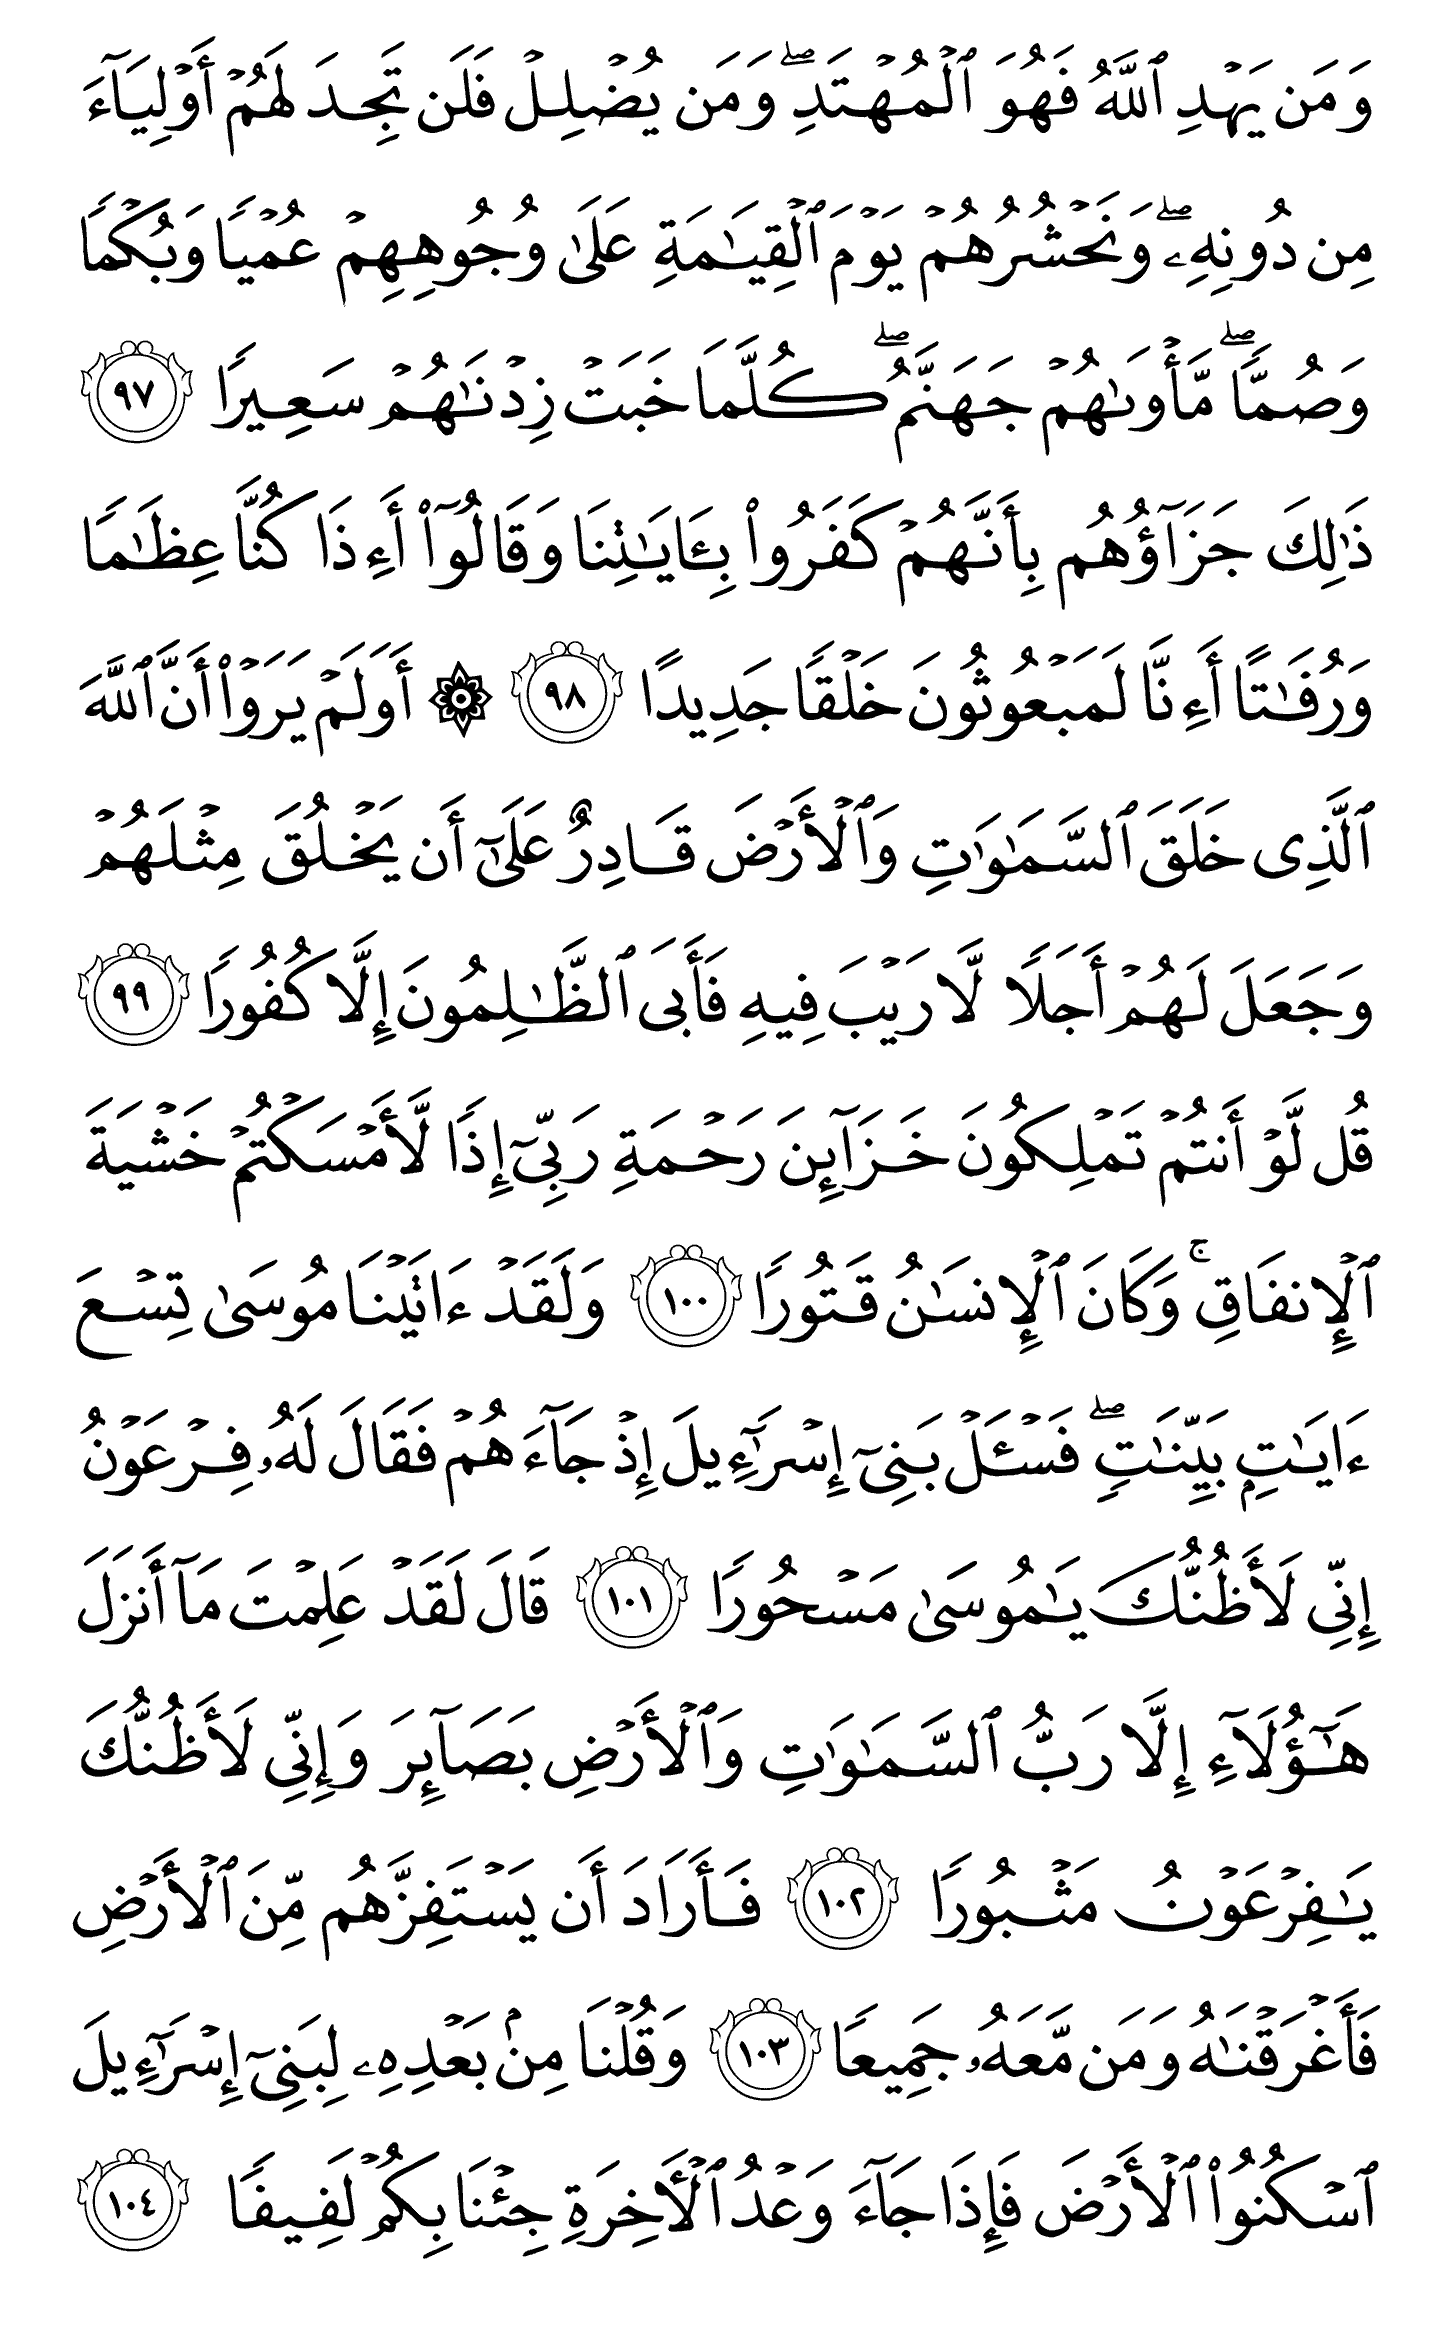 وَمَن يَهۡدِ ٱللَّهُ فَهُوَ ٱلۡمُهۡتَدِۖ وَمَن يُضۡلِلۡ فَلَن تَجِدَ لَهُمۡ أَوۡلِيَآءَ
مِن دُونِهِۦۖ وَنَحۡشُرُهُمۡ يَوۡمَ ٱلۡقِيَٰمَةِ عَلَىٰ وُجُوهِهِمۡ عُمۡيٗا وَبُكۡمٗا
وَصُمّٗاۖ مَّأۡوَىٰهُمۡ جَهَنَّمُۖ كُلَّمَا خَبَتۡ زِدۡنَٰهُمۡ سَعِيرٗا ٩٧
ذَٰلِكَ جَزَآؤُهُم بِأَنَّهُمۡ كَفَرُواْ بِـَٔايَٰتِنَا وَقَالُوٓاْ أَءِذَا كُنَّا عِظَٰمٗا
وَرُفَٰتًا أَءِنَّا لَمَبۡعُوثُونَ خَلۡقٗا جَدِيدًا ٩٨ ۞ أَوَلَمۡ يَرَوۡاْ أَنَّ ٱللَّهَ
ٱلَّذِي خَلَقَ ٱلسَّمَٰوَٰتِ وَٱلۡأَرۡضَ قَادِرٌ عَلَىٰٓ أَن يَخۡلُقَ مِثۡلَهُمۡ
وَجَعَلَ لَهُمۡ أَجَلٗا لَّا رَيۡبَ فِيهِ فَأَبَى ٱلظَّٰلِمُونَ إِلَّا كُفُورٗا ٩٩
قُل لَّوۡ أَنتُمۡ تَمۡلِكُونَ خَزَآئِنَ رَحۡمَةِ رَبِّيٓ إِذٗا لَّأَمۡسَكۡتُمۡ خَشۡيَةَ
ٱلۡإِنفَاقِۚ وَكَانَ ٱلۡإِنسَٰنُ قَتُورٗا ١٠٠ وَلَقَدۡ ءَاتَيۡنَا مُوسَىٰ تِسۡعَ
ءَايَٰتِۭ بَيِّنَٰتٖۖ فَسۡـَٔلۡ بَنِيٓ إِسۡرَٰٓءِيلَ إِذۡ جَآءَهُمۡ فَقَالَ لَهُۥ فِرۡعَوۡنُ
إِنِّي لَأَظُنُّكَ يَٰمُوسَىٰ مَسۡحُورٗا ١٠١ قَالَ لَقَدۡ عَلِمۡتَ مَآ أَنزَلَ
هَٰٓؤُلَآءِ إِلَّا رَبُّ ٱلسَّمَٰوَٰتِ وَٱلۡأَرۡضِ بَصَآئِرَ وَإِنِّي لَأَظُنُّكَ
يَٰفِرۡعَوۡنُ مَثۡبُورٗا ١٠٢ فَأَرَادَ أَن يَسۡتَفِزَّهُم مِّنَ ٱلۡأَرۡضِ
فَأَغۡرَقۡنَٰهُ وَمَن مَّعَهُۥ جَمِيعٗا ١٠٣ وَقُلۡنَا مِنۢ بَعۡدِهِۦ لِبَنِيٓ إِسۡرَٰٓءِيلَ
ٱسۡكُنُواْ ٱلۡأَرۡضَ فَإِذَا جَآءَ وَعۡدُ ٱلۡأٓخِرَةِ جِئۡنَا بِكُمۡ لَفِيفٗا ١٠٤